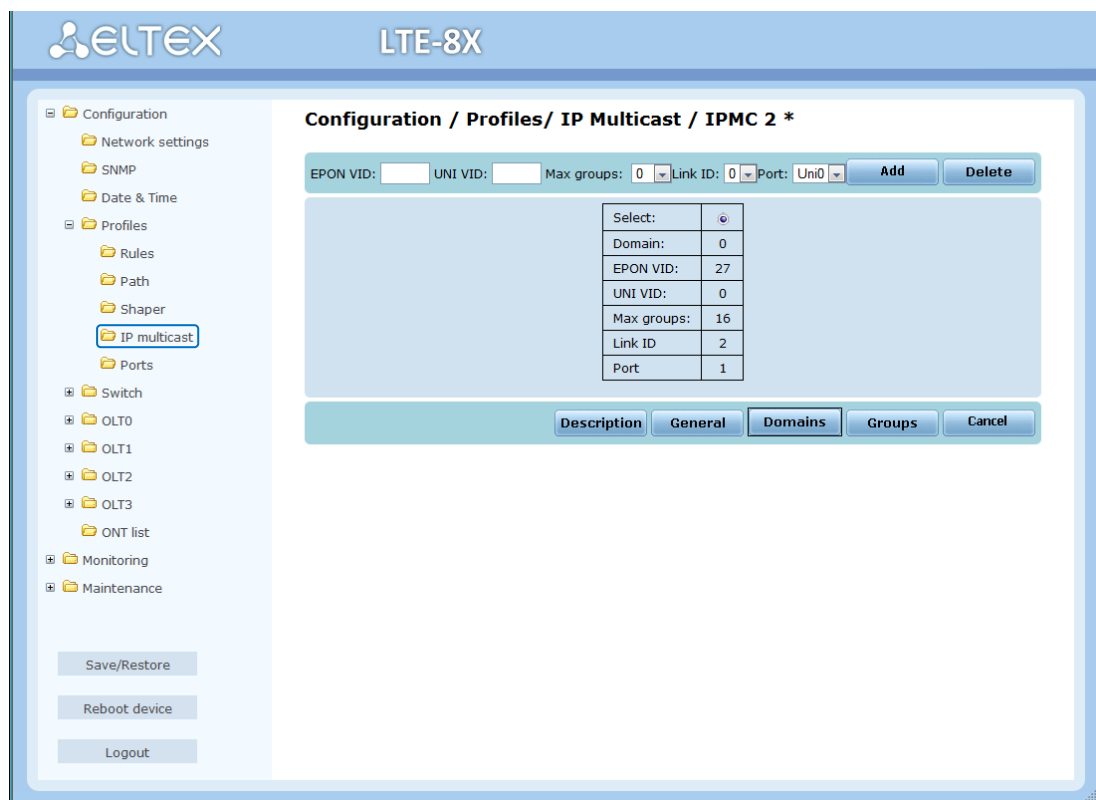 ELTEX
LTE-8X
Configuration
Network settings
SNMP
Date & Time
Profiles
Rules
Path
Shaper
IP multicast
Ports
Switch
OLT0
OLT1
OLT2
OLT3
ONT list
Monitoring
Maintenance
Save/Restore
Reboot device
Logout
Configuration / Profiles/ IP Multicast / IPMC 2 *
EPON VID: UNI VID: Max groups: 0 Link ID: 0 Port: Uni0 Add Delete
Select:
Domain: 0
EPON VID: 27
UNI VID: 0
Max groups: 16
Link ID 2
Port 1
Description General Domains Groups Cancel